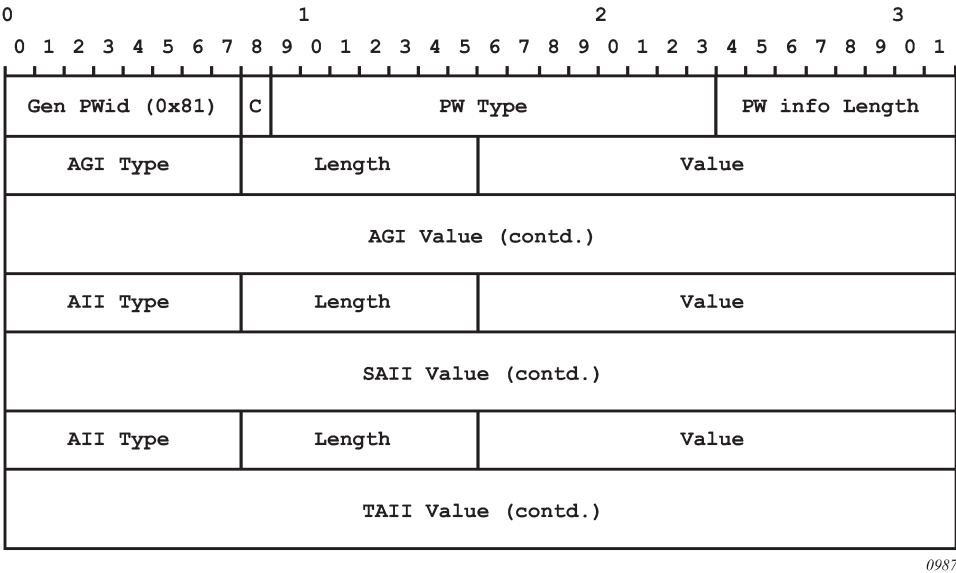 0 1 2 3
0 1 2 3 4 5 6 7 8 9 0 1 2 3 4 5 6 7 8 9 0 1 2 3 4 5 6 7 8 9 0 1
Gen PWid (0x81) C PW Type PW info Length
AGI Type Length Value
AGI Value (contd.)
AII Type Length Value
SAII Value (contd.)
AII Type Length Value
TAII Value (contd.)
0987